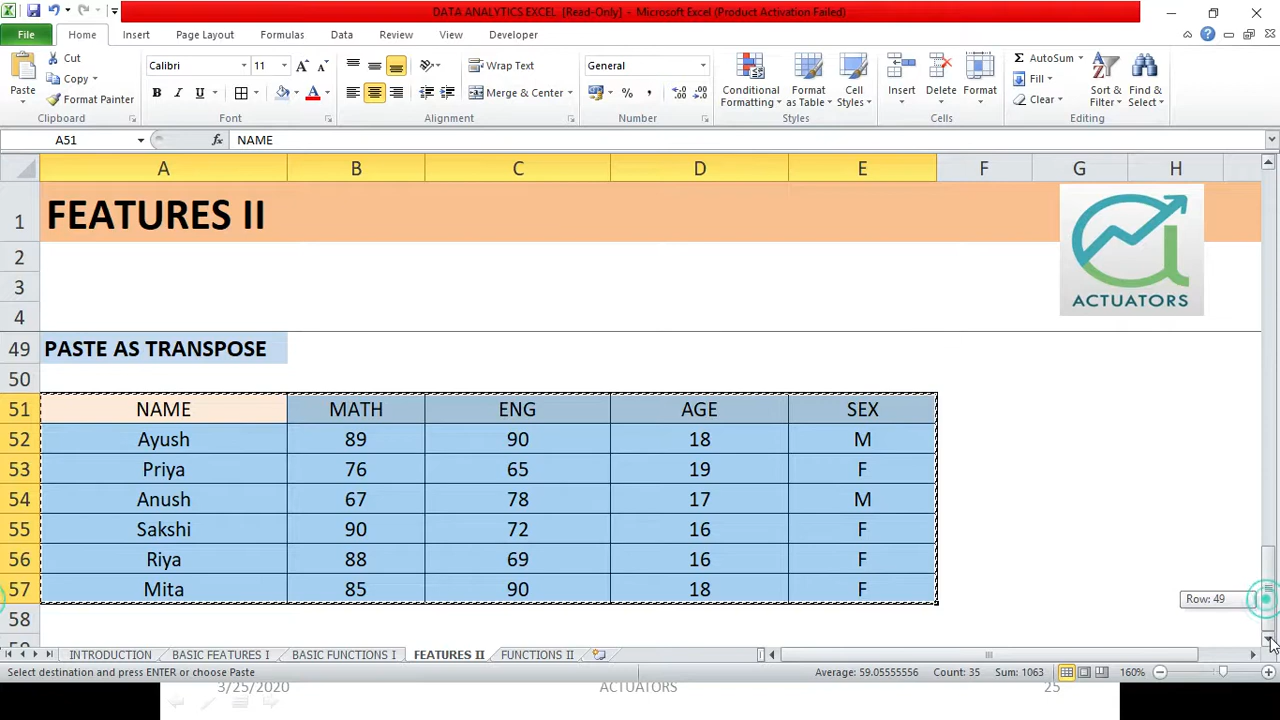 DATA ANALYTICS EXCEL [Read-Only] - Microsoft Excel (Product Activation Failed)
File Home Insert Page Layout Formulas Data Review View Developer
Paste Cut Copy Format Painter
Calibri 11
B I U A A A
Wrap Text Merge & Center
General
% ,
Conditional Formatting Format as Table Cell Styles
Insert Delete Format
AutoSum Fill Clear
Sort & Filter Find & Select
Clipboard Font Alignment Number Styles Cells Editing
A51 fx NAME
A B C D E F G H
1 FEATURES II
ACTUATORS
2
3
4
49 PASTE AS TRANSPOSE
50
51 NAME MATH ENG AGE SEX
52 Ayush 89 90 18 M
53 Priya 76 65 19 F
54 Anush 67 78 17 M
55 Sakshi 90 72 16 F
56 Riya 88 69 16 F
57 Mita 85 90 18 F
58
Row: 49
INTRODUCTION BASIC FEATURES I BASIC FUNCTIONS I FEATURES II FUNCTIONS II
Select destination and press ENTER or choose Paste Average: 59.05555556 Count: 35 Sum: 1063 160%
3/25/2020 ACTUATORS 25